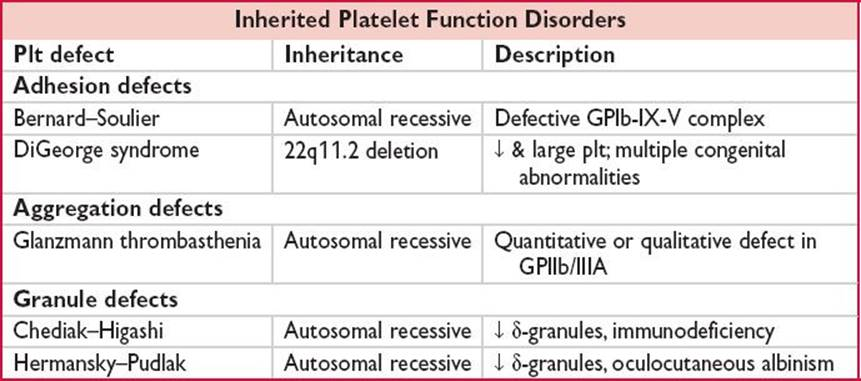 Inherited Platelet Function Disorders
Plt defect Inheritance Description
Adhesion defects
Bernard–Soulier Autosomal recessive Defective GPIb-IX-V complex
DiGeorge syndrome 22q11.2 deletion ↓ & large plt; multiple congenital
abnormalities
Aggregation defects
Glanzmann thrombasthenia Autosomal recessive Quantitative or qualitative defect in
GPIIb/IIIA
Granule defects
Chediak–Higashi Autosomal recessive ↓ δ-granules, immunodeficiency
Hermansky–Pudlak Autosomal recessive ↓ δ-granules, oculocutaneous albinism